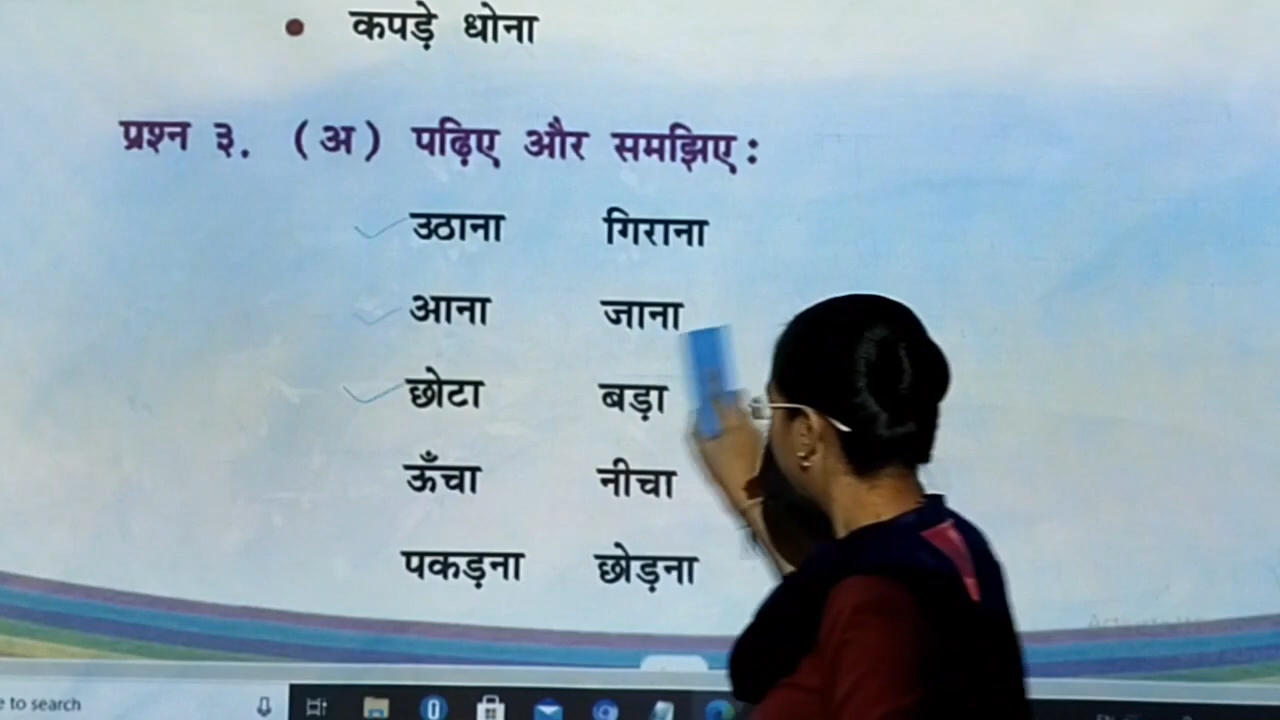 • कपड़े धोना
प्रश्न ३. (अ) पढ़िए और समझिए:
उठाना गिराना
आना जाना
छोटा बड़ा
ऊँचा नीचा
पकड़ना छोड़ना
to search